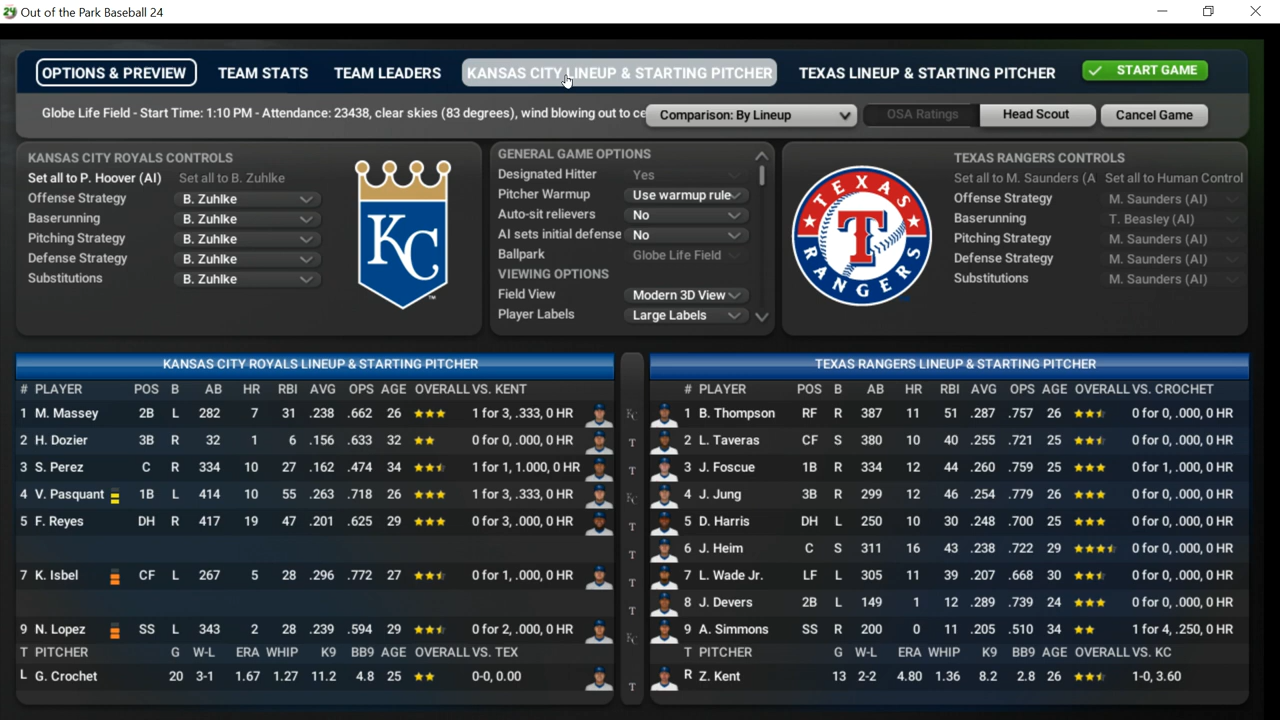 Out of the Park Baseball 24
OPTIONS & PREVIEW TEAM STATS TEAM LEADERS KANSAS CITY LINEUP & STARTING PITCHER TEXAS LINEUP & STARTING PITCHER START GAME
Globe Life Field - Start Time: 1:10 PM - Attendance: 23438, clear skies (83 degrees), wind blowing out to ce Comparison: By Lineup OSA Ratings Head Scout Cancel Game
KANSAS CITY ROYALS CONTROLS
Set all to P. Hoover (AI) Set all to B. Zuhlke
Offense Strategy B. Zuhlke
Baserunning B. Zuhlke
Pitching Strategy B. Zuhlke
Defense Strategy B. Zuhlke
Substitutions B. Zuhlke
KC
GENERAL GAME OPTIONS
Designated Hitter Yes
Pitcher Warmup Use warmup rule
Auto-sit relievers No
AI sets initial defense No
Ballpark Globe Life Field
VIEWING OPTIONS
Field View Modern 3D View
Player Labels Large Labels
TEXAS
T
RANGERS
TEXAS RANGERS CONTROLS
Set all to M. Saunders (A Set all to Human Control
Offense Strategy M. Saunders (AI)
Baserunning T. Beasley (AI)
Pitching Strategy M. Saunders (AI)
Defense Strategy M. Saunders (AI)
Substitutions M. Saunders (AI)
KANSAS CITY ROYALS LINEUP & STARTING PITCHER
# PLAYER POS B AB HR RBI AVG OPS AGE OVERALL VS. KENT
1 M. Massey 2B L 282 7 31 .238 .662 26 1 for 3, .333, 0 HR
2 H. Dozier 3B R 32 1 6 .156 .633 32 0 for 0, .000, 0 HR
3 S. Perez C R 334 10 27 .162 .474 34 1 for 1, 1.000, 0 HR
4 V. Pasquant 1B L 414 10 55 .263 .718 26 1 for 3, .333, 0 HR
5 F. Reyes DH R 417 19 47 .201 .625 29 0 for 3, .000, 0 HR
7 K. Isbel CF L 267 5 28 .296 .772 27 0 for 1, .000, 0 HR
9 N. Lopez SS L 343 2 28 .239 .594 29 0 for 2, .000, 0 HR
T PITCHER G W-L ERA WHIP K9 BB9 AGE OVERALL VS. TEX
L G. Crochet 20 3-1 1.67 1.27 11.2 4.8 25 0-0, 0.00
KC
T
T
KC
T
T
T
T
KC
T
TEXAS RANGERS LINEUP & STARTING PITCHER
# PLAYER POS B AB HR RBI AVG OPS AGE OVERALL VS. CROCHET
1 B. Thompson RF R 387 11 51 .287 .757 26 0 for 0, .000, 0 HR
2 L. Taveras CF S 380 10 40 .255 .721 25 0 for 0, .000, 0 HR
3 J. Foscue 1B R 334 12 44 .260 .759 25 0 for 1, .000, 0 HR
4 J. Jung 3B R 299 12 46 .254 .779 26 0 for 0, .000, 0 HR
5 D. Harris DH L 250 10 30 .248 .700 25 0 for 0, .000, 0 HR
6 J. Heim C S 311 16 43 .238 .722 29 0 for 0, .000, 0 HR
7 L. Wade Jr. LF L 305 11 39 .207 .668 30 0 for 0, .000, 0 HR
8 J. Devers 2B L 149 1 12 .289 .739 24 0 for 0, .000, 0 HR
9 A. Simmons SS R 200 0 11 .205 .510 34 1 for 4, .250, 0 HR
T PITCHER G W-L ERA WHIP K9 BB9 AGE OVERALL VS. KC
R Z. Kent 13 2-2 4.80 1.36 8.2 2.8 26 1-0, 3.60